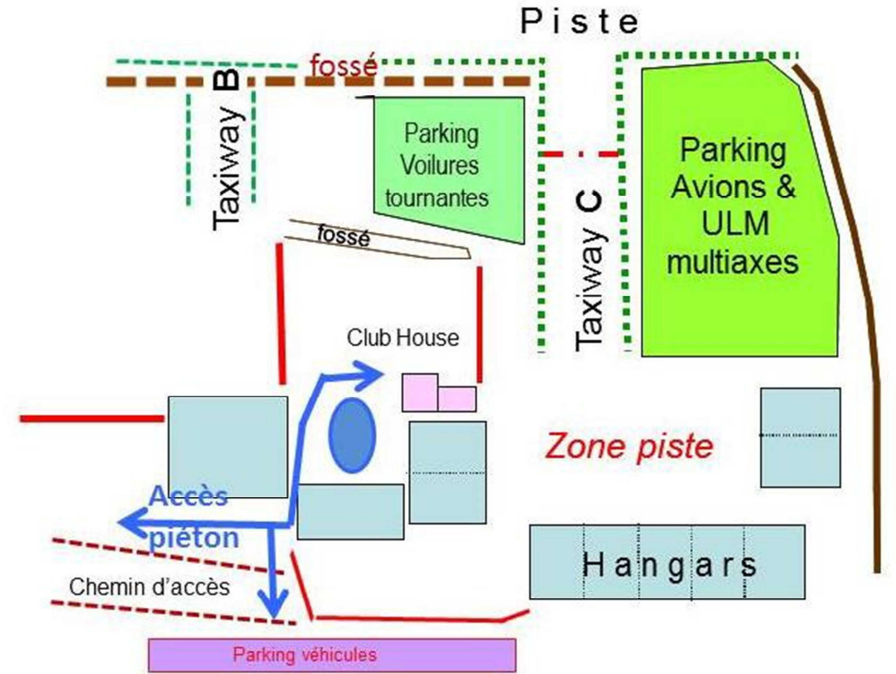 Piste
fossé
Taxiway B
Parking
Voilures
tournantes
Parking
Avions &
ULM
multiaxes
fossé
Taxiway C
Club House
Zone piste
Accès
piéton
Hangars
Chemin d'accès
Parking véhicules